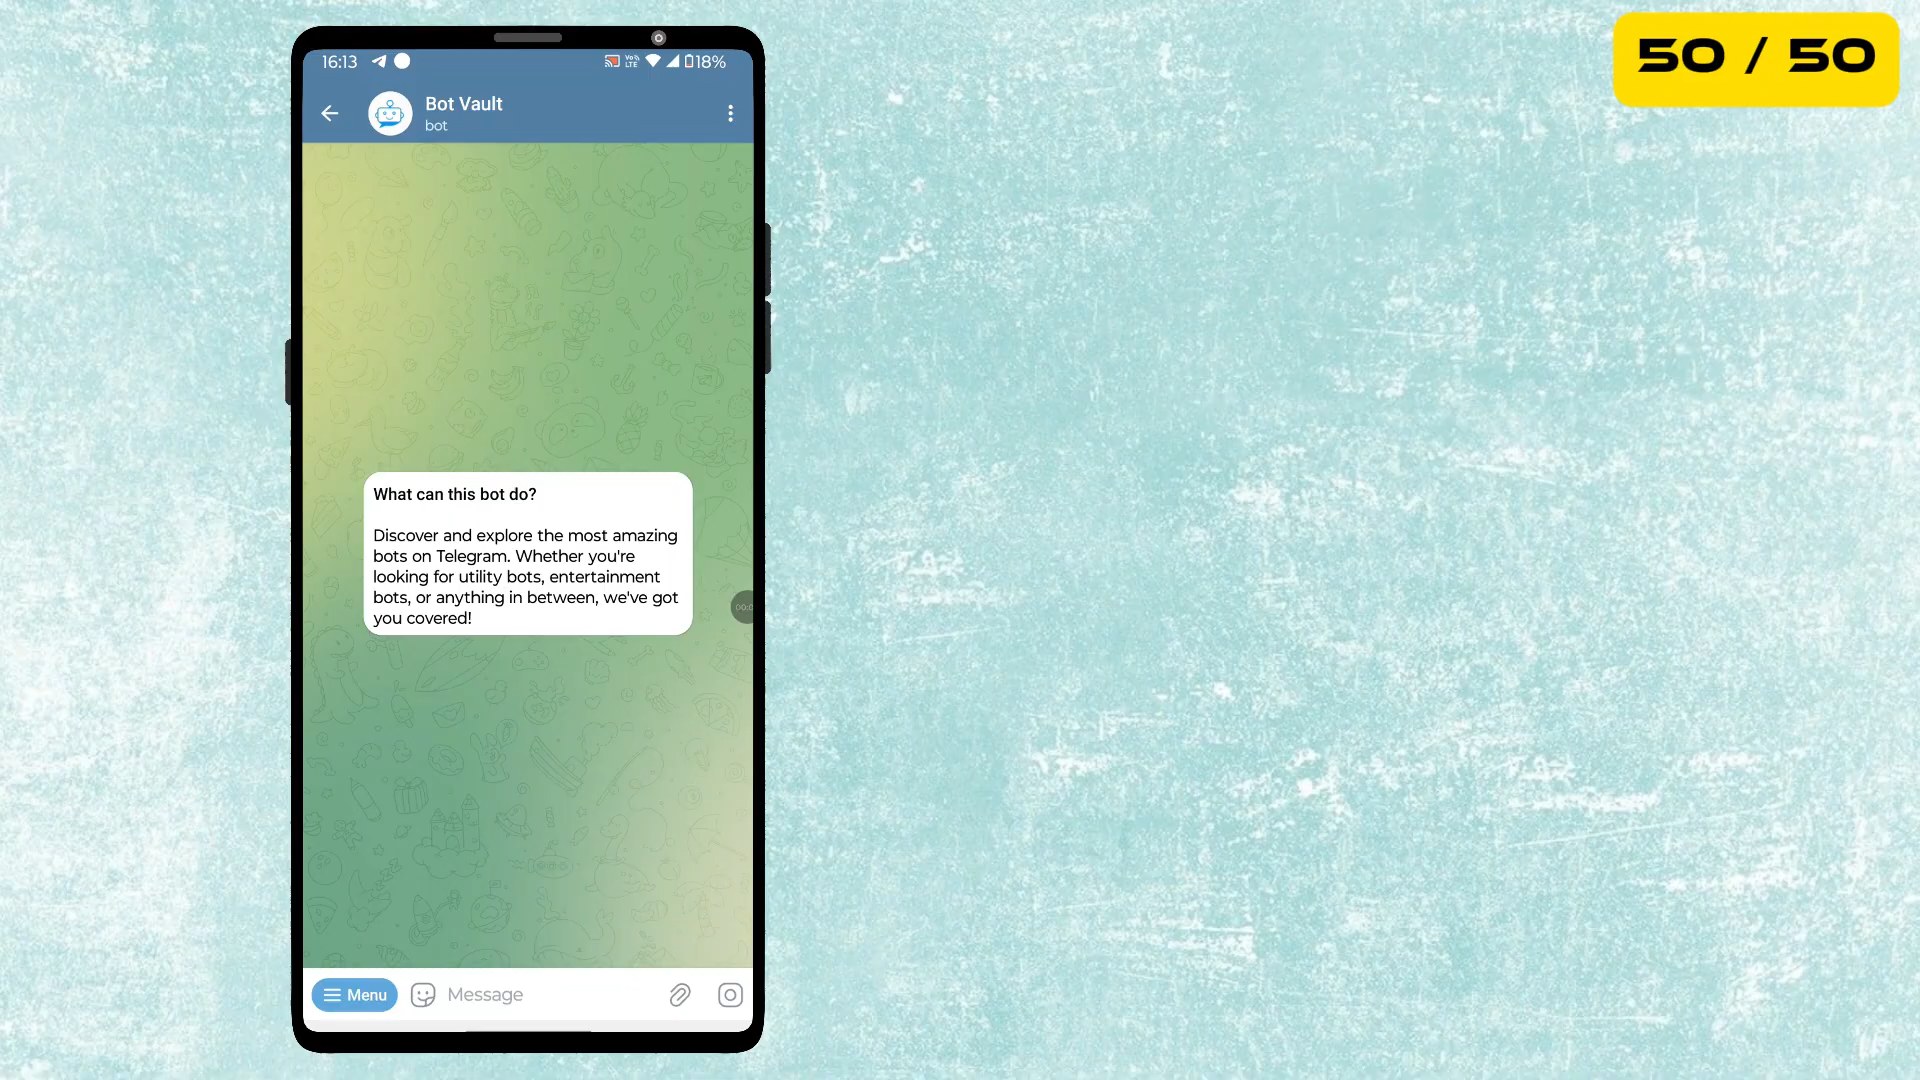 50 / 50
16:13
Vo))
LTE
18%
Bot Vault
bot
What can this bot do?
Discover and explore the most amazing
bots on Telegram. Whether you're
looking for utility bots, entertainment
bots, or anything in between, we've got
you covered!
Menu
Message